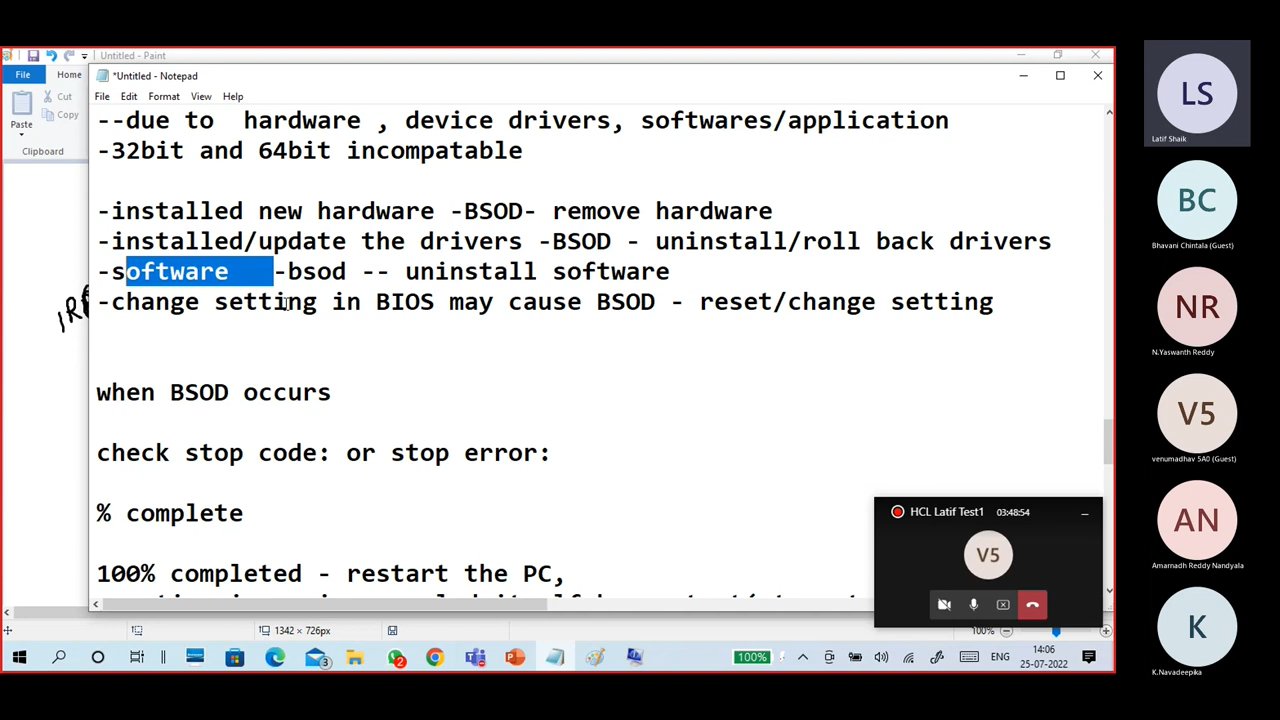 Untitled - Paint
File
Home
Cut
Copy
Paste
Clipboard
*Untitled - Notepad
File Edit Format View Help
--due to  hardware , device drivers, softwares/application
-32bit and 64bit incompatable
-installed new hardware -BSOD- remove hardware
-installed/update the drivers -BSOD - uninstall/roll back drivers
-software   -bsod -- uninstall software
-change setting in BIOS may cause BSOD - reset/change setting
when BSOD occurs
check stop code: or stop error:
% complete
100% completed - restart the PC,
HCL Latif Test1 03:48:54
V5
1342 × 726px
100%
3
2
100%
ENG
14:06
25-07-2022
LS
Latif Shaik
BC
Bhavani Chintala (Guest)
NR
N.Yaswanth Reddy
V5
venumadhav 5A0 (Guest)
AN
Amarnadh Reddy Nandyala
K
K.Navadeepika